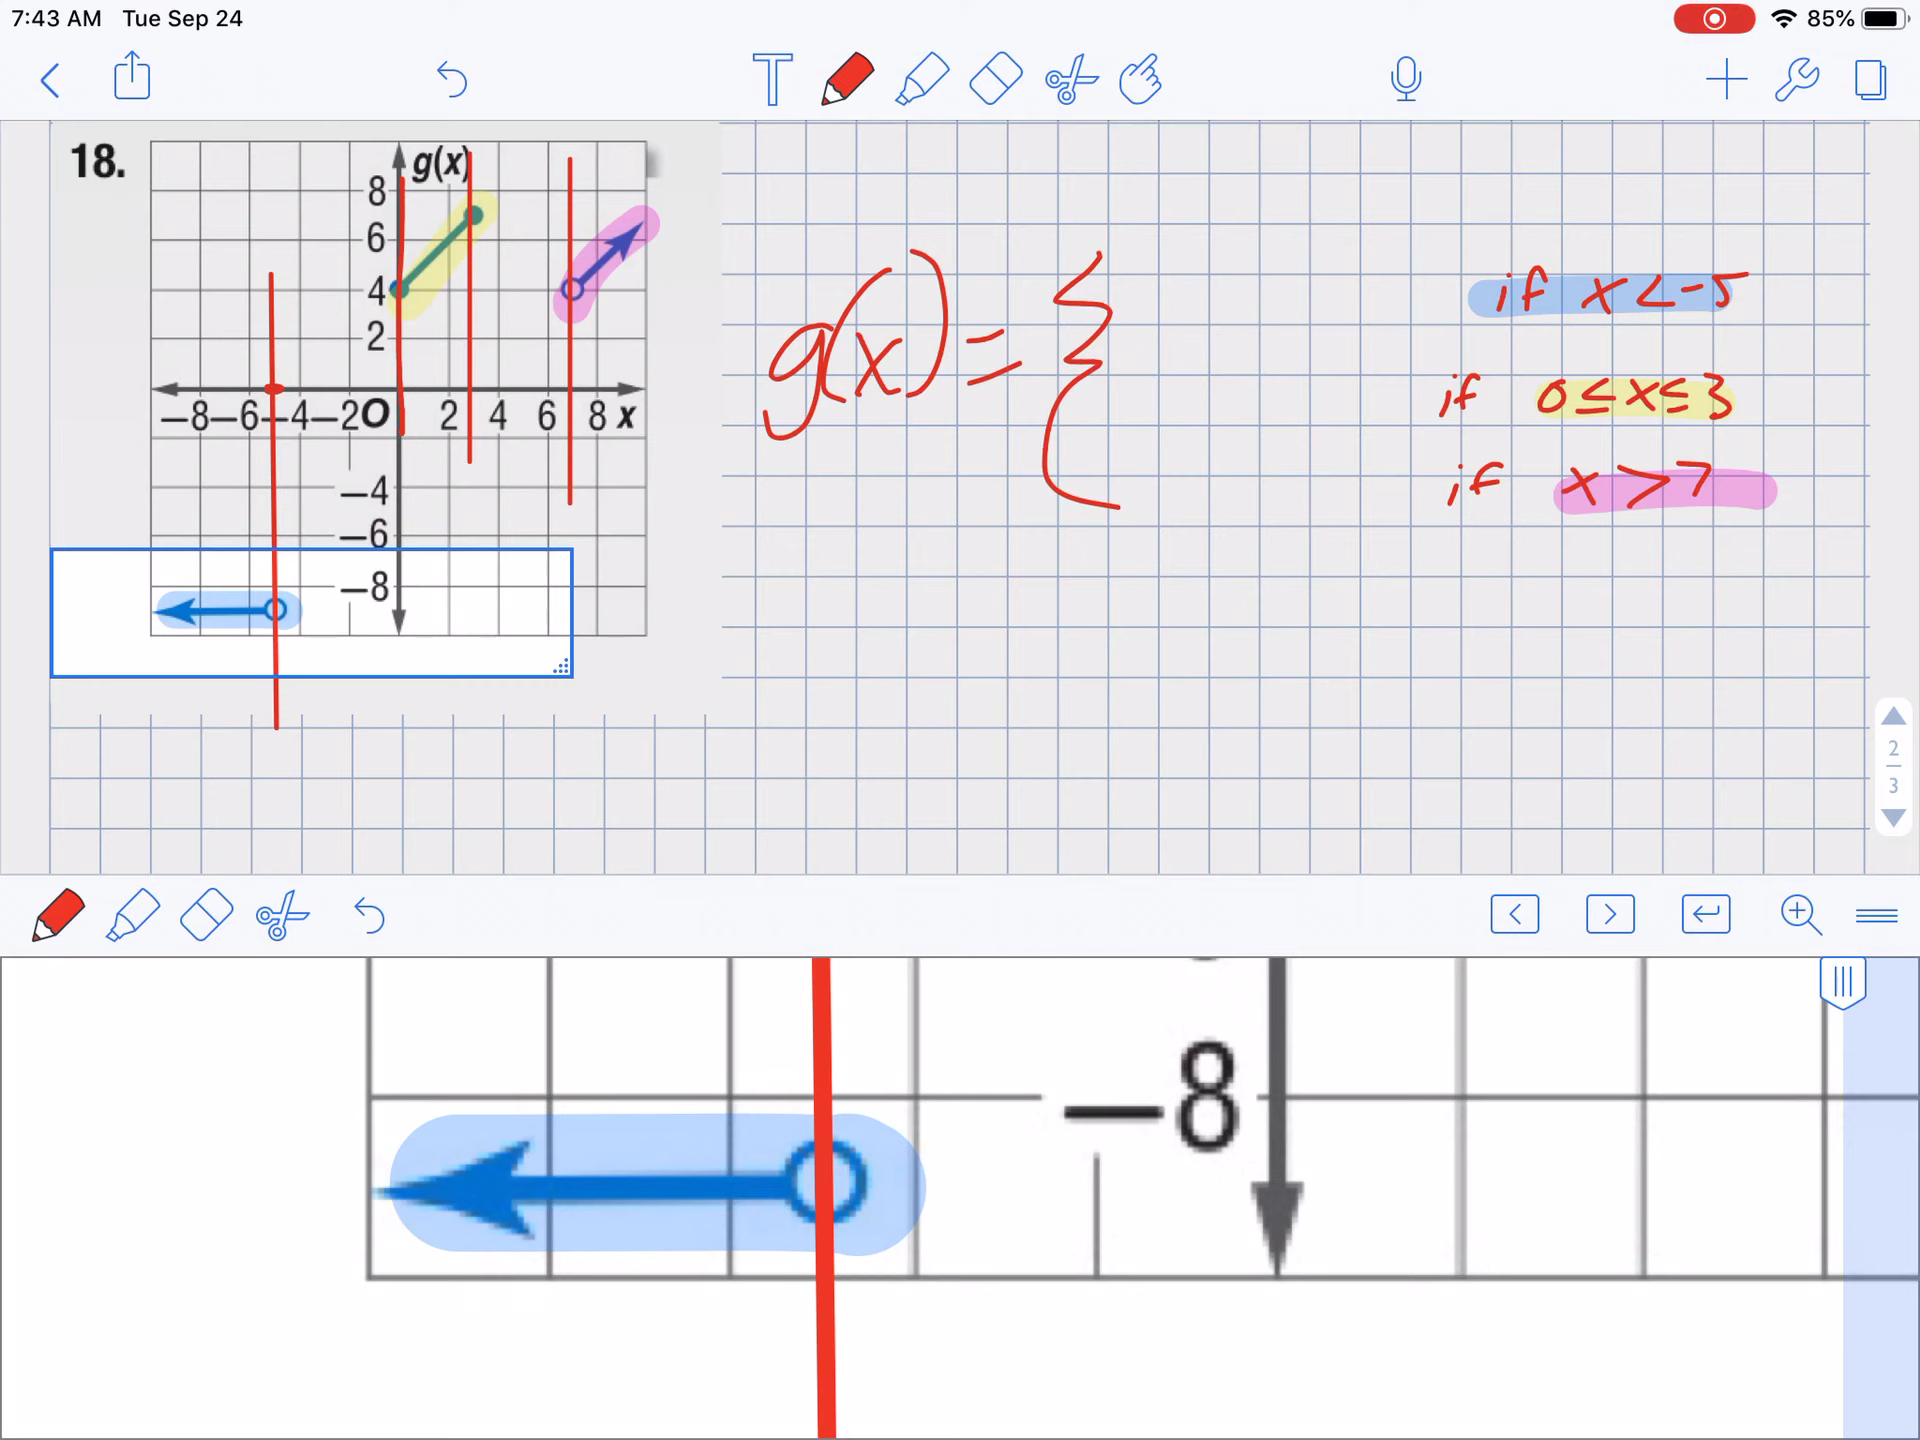 7:43 AM Tue Sep 24
85%
T
18.
g(x)
8
6
4
2
−8−6−4−2O 2 4 6 8 x
−4
−6
−8
g(x) = {
if x < -5
if 0 ≤ x ≤ 3
if x > 7
2
3
−8